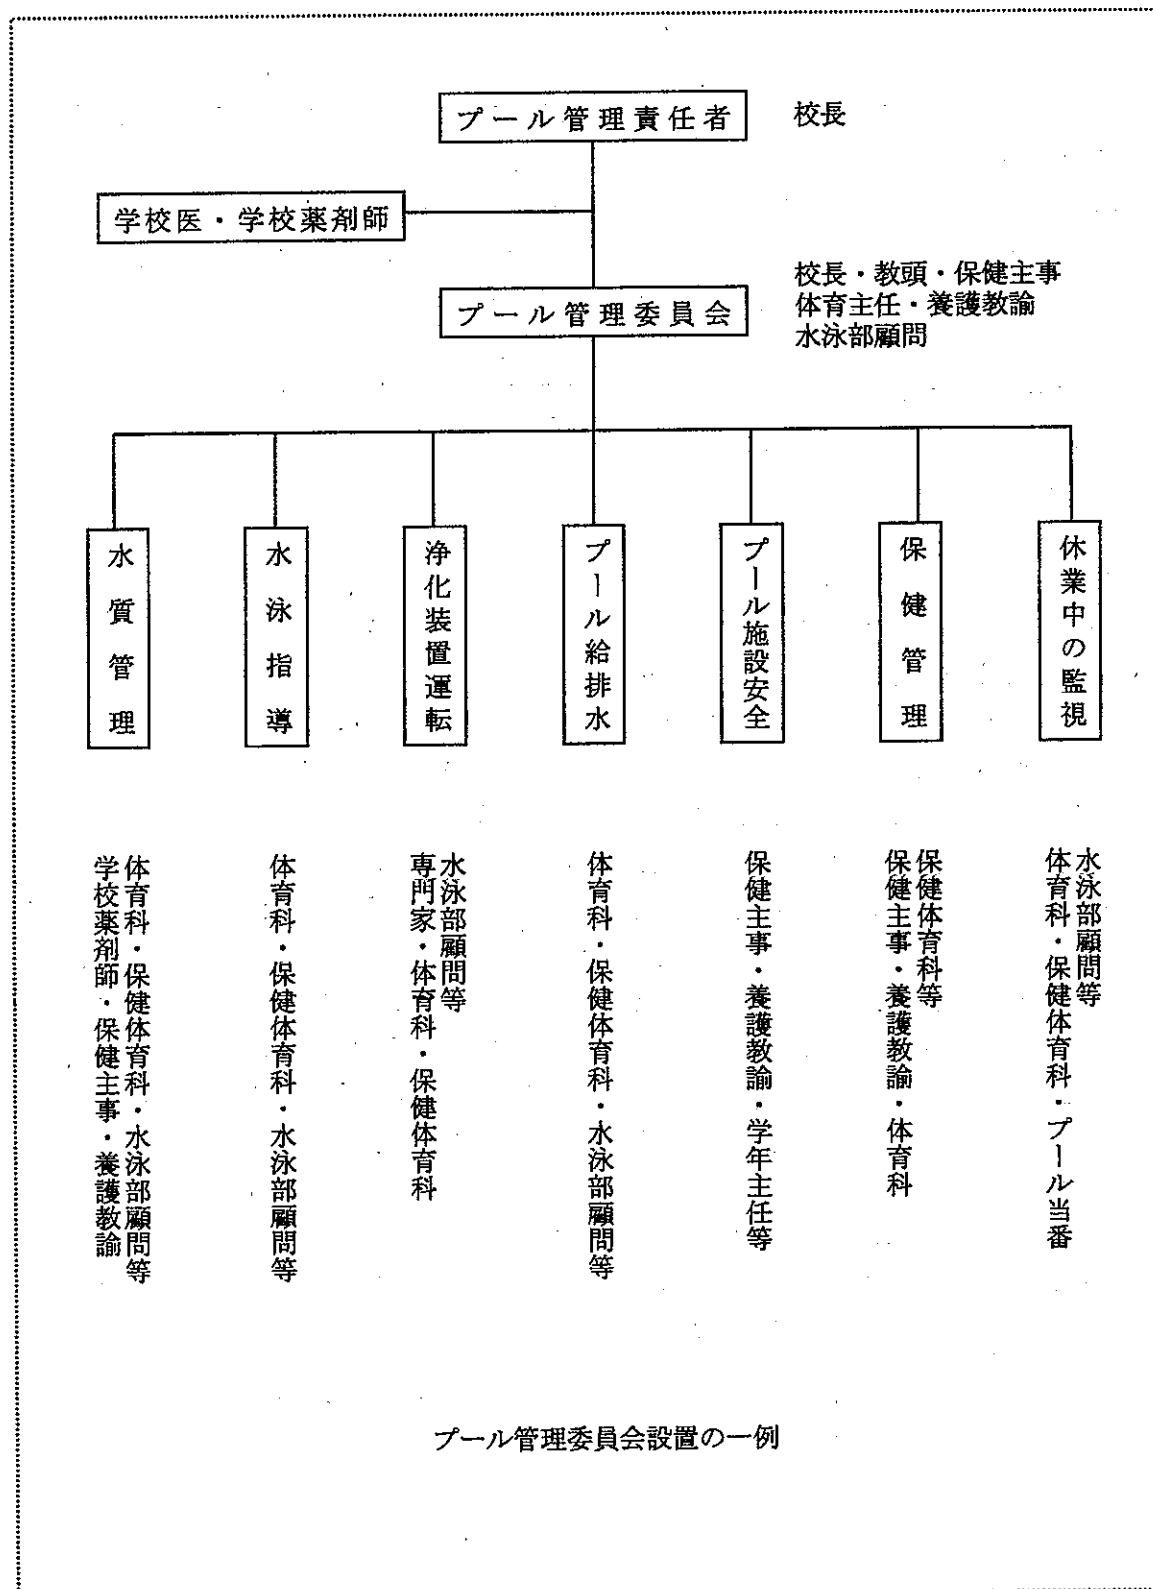 プール管理責任者
校長
学校医・学校薬剤師
プール管理委員会
校長・教頭・保健主事
体育主任・養護教諭
水泳部顧問
水質管理
水泳指導
浄化装置運転
プール給排水
プール施設安全
保健管理
休業中の監視
体育科・保健体育科・水泳部顧問等
学校薬剤師・保健主事・養護教諭
体育科・保健体育科・水泳部顧問等
水泳部顧問等
専門家・体育科・保健体育科
体育科・保健体育科・水泳部顧問等
保健主事・養護教諭・学年主任等
保健体育科等
保健主事・養護教諭・体育科
水泳部顧問等
体育科・保健体育科・プール当番
プール管理委員会設置の一例